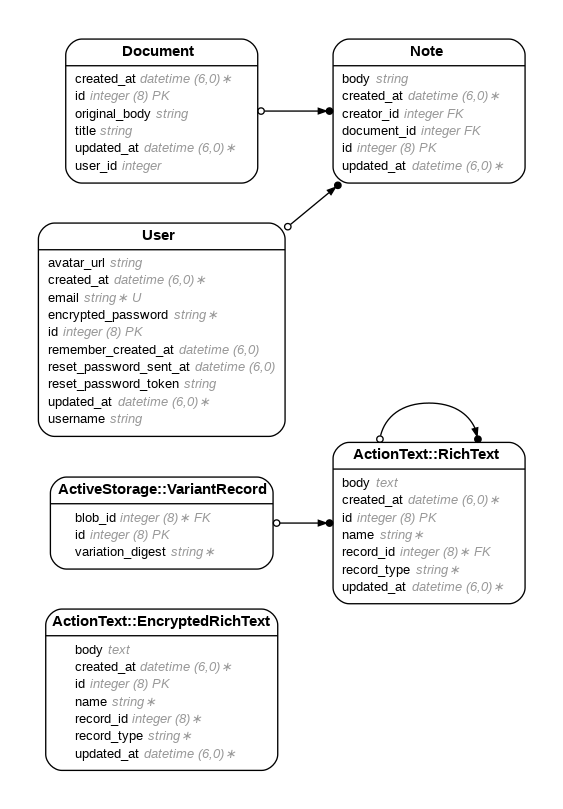 Document
created_at datetime (6,0)∗
id integer (8) PK
original_body string
title string
updated_at datetime (6,0)∗
user_id integer
Note
body string
created_at datetime (6,0)∗
creator_id integer FK
document_id integer FK
id integer (8) PK
updated_at datetime (6,0)∗
User
avatar_url string
created_at datetime (6,0)∗
email string∗ U
encrypted_password string∗
id integer (8) PK
remember_created_at datetime (6,0)
reset_password_sent_at datetime (6,0)
reset_password_token string
updated_at datetime (6,0)∗
username string
ActionText::RichText
body text
created_at datetime (6,0)∗
id integer (8) PK
name string∗
record_id integer (8)∗ FK
record_type string∗
updated_at datetime (6,0)∗
ActiveStorage::VariantRecord
blob_id integer (8)∗ FK
id integer (8) PK
variation_digest string∗
ActionText::EncryptedRichText
body text
created_at datetime (6,0)∗
id integer (8) PK
name string∗
record_id integer (8)∗
record_type string∗
updated_at datetime (6,0)∗